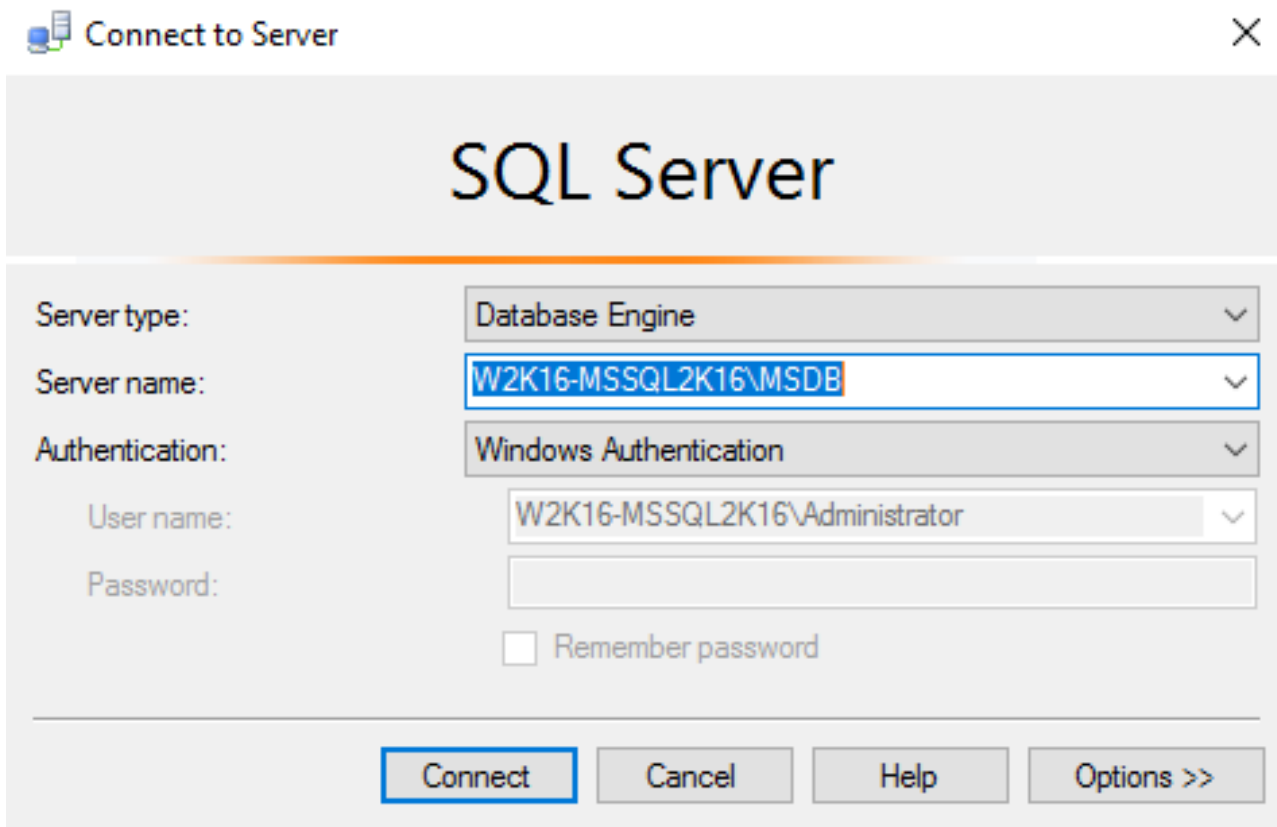 Connect to Server
SQL Server
Server type: Database Engine
Server name: W2K16-MSSQL2K16\MSDB
Authentication: Windows Authentication
User name: W2K16-MSSQL2K16\Administrator
Password:
Remember password
Connect Cancel Help Options >>